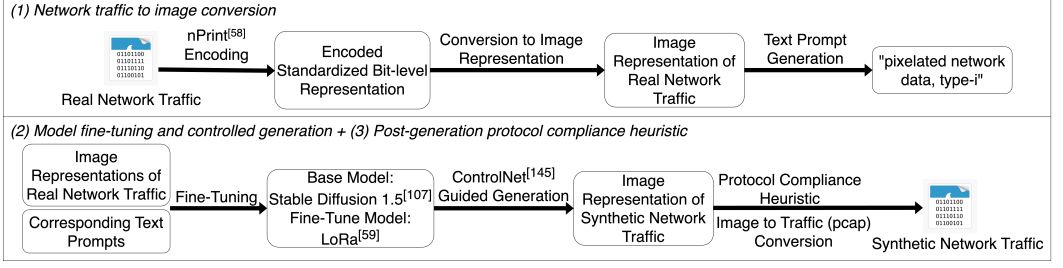 (1) Network traffic to image conversion
01101100
01101111
01110110
01100101
Real Network Traffic
nPrint[58]
Encoding
Encoded
Standardized Bit-level
Representation
Conversion to Image
Representation
Image
Representation of
Real Network
Traffic
Text Prompt
Generation
"pixelated network
data, type-i"
(2) Model fine-tuning and controlled generation + (3) Post-generation protocol compliance heuristic
Image
Representations of
Real Network Traffic
Corresponding Text
Prompts
Fine-Tuning
Base Model:
Stable Diffusion 1.5[107]
Fine-Tune Model:
LoRa[59]
ControlNet[145]
Guided Generation
Image
Representation of
Synthetic Network
Traffic
Protocol Compliance
Heuristic
Image to Traffic (pcap)
Conversion
01101100
01101111
01110110
01100101
Synthetic Network Traffic